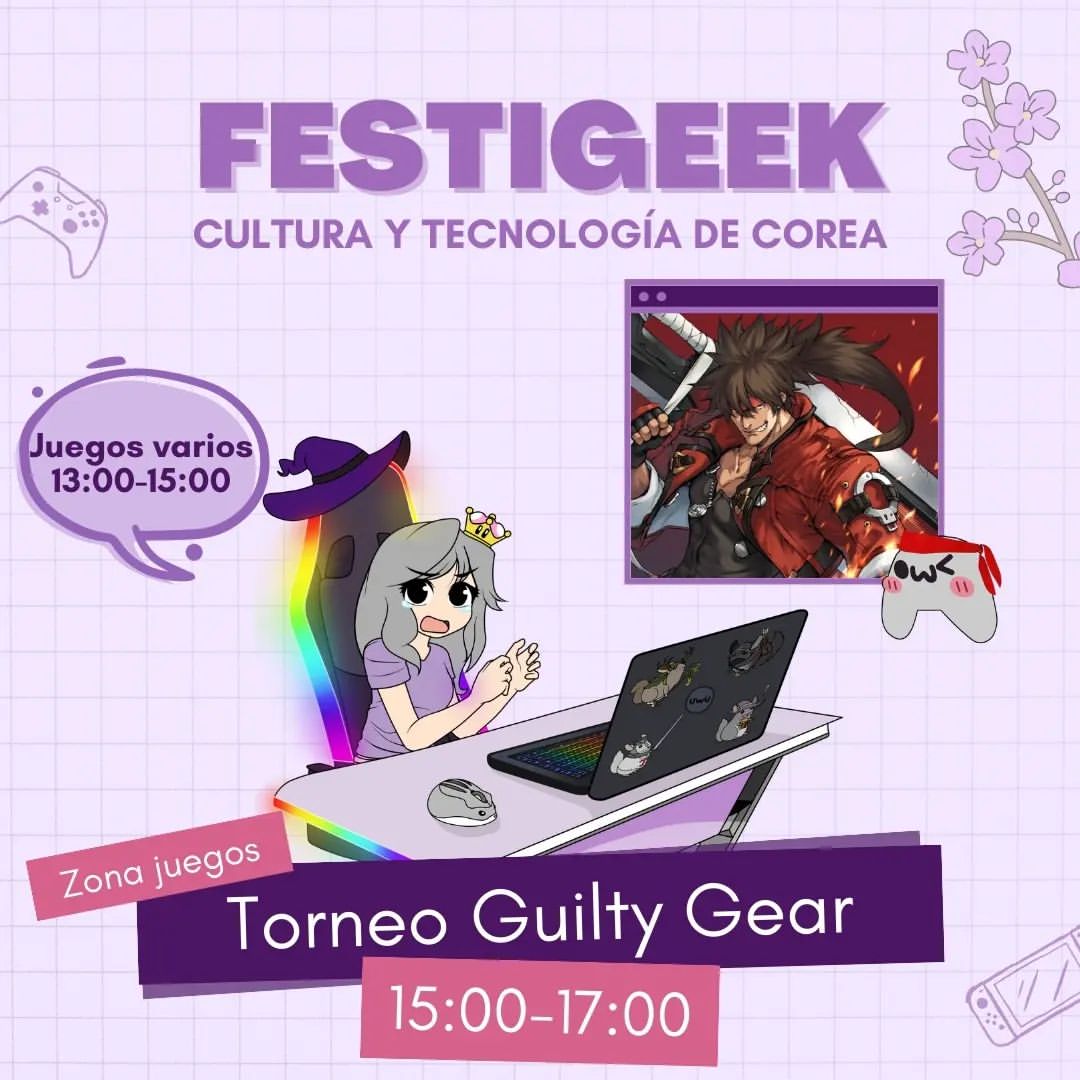 FESTIGEEK
CULTURA Y TECNOLOGÍA DE COREA
Juegos varios
13:00-15:00
UwU
Zona juegos
Torneo Guilty Gear
15:00-17:00